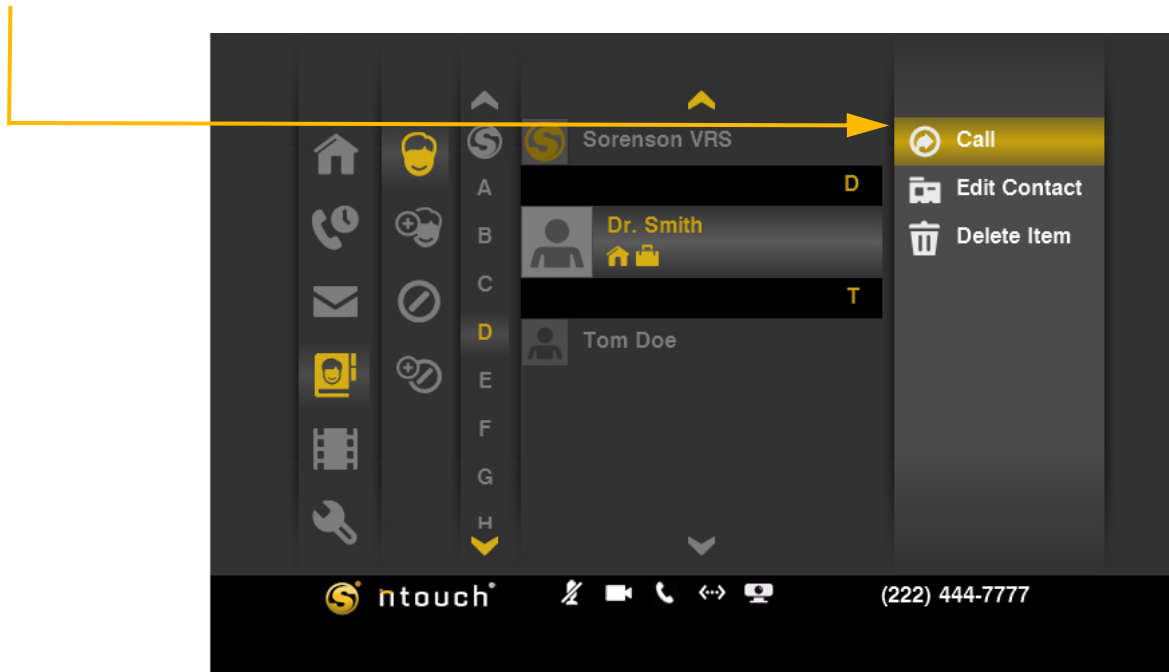 Sorenson VRS
Call
A
D
Edit Contact
Dr. Smith
B
Delete Item
C
T
D
Tom Doe
E
F
G
H
ntouch
(222) 444-7777